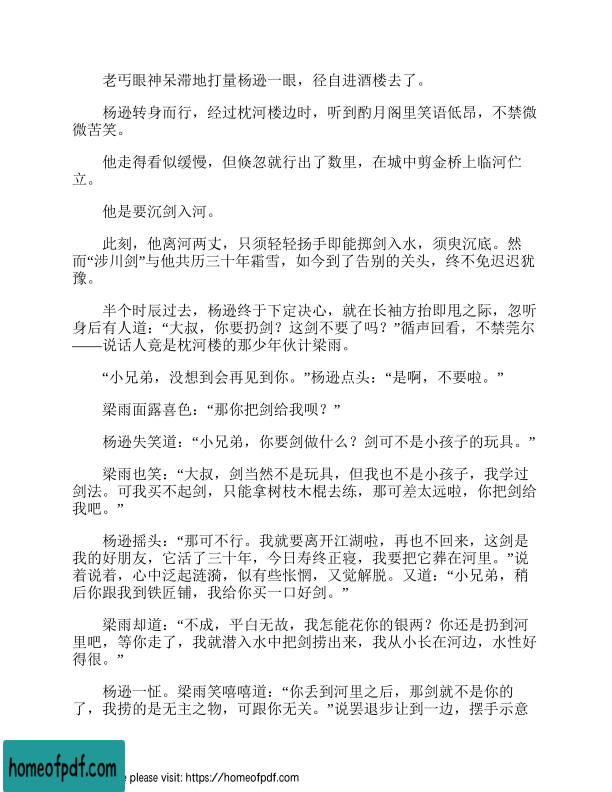 老丐眼神呆滞地打量杨逊一眼，径自进酒楼去了。
杨逊转身而行，经过枕河楼边时，听到酌月阁里笑语低昂，不禁微
微苦笑。
他走得看似缓慢，但倏忽就行出了数里，在城中剪金桥上临河伫
立。
他是要沉剑入河。
此刻，他离河两丈，只须轻轻扬手即能掷剑入水，须臾沉底。然
而“涉川剑”与他共历三十年霜雪，如今到了告别的关头，终不免迟迟犹
豫。
半个时辰过去，杨逊终于下定决心，就在长袖方抬即甩之际，忽听
身后有人道：“大叔，你要扔剑？这剑不要了吗？”循声回看，不禁莞尔
——说话人竟是枕河楼的那少年伙计梁雨。
“小兄弟，没想到会再见到你。”杨逊点头：“是啊，不要啦。”
梁雨面露喜色：“那你把剑给我呗？”
杨逊失笑道：“小兄弟，你要剑做什么？剑可不是小孩子的玩具。”
梁雨也笑：“大叔，剑当然不是玩具，但我也不是小孩子，我学过
剑法。可我买不起剑，只能拿树枝木棍去练，那可差太远啦，你把剑给
我吧。”
杨逊摇头：“那可不行。我就要离开江湖啦，再也不回来，这剑是
我的好朋友，它活了三十年，今日寿终正寝，我要把它葬在河里。”说
着说着，心中泛起涟漪，似有些怅惘，又觉解脱。又道：“小兄弟，稍
后你跟我到铁匠铺，我给你买一口好剑。”
梁雨却道：“不成，平白无故，我怎能花你的银两？你还是扔到河
里吧，等你走了，我就潜入水中把剑捞出来，我从小长在河边，水性好
得很。”
杨逊一怔。梁雨笑嘻嘻道：“你丢到河里之后，那剑就不是你的
了，我捞的是无主之物，可跟你无关。”说罢退步让到一边，摆手示意
homeofpdf.com
e please visit: https://homeofpdf.com